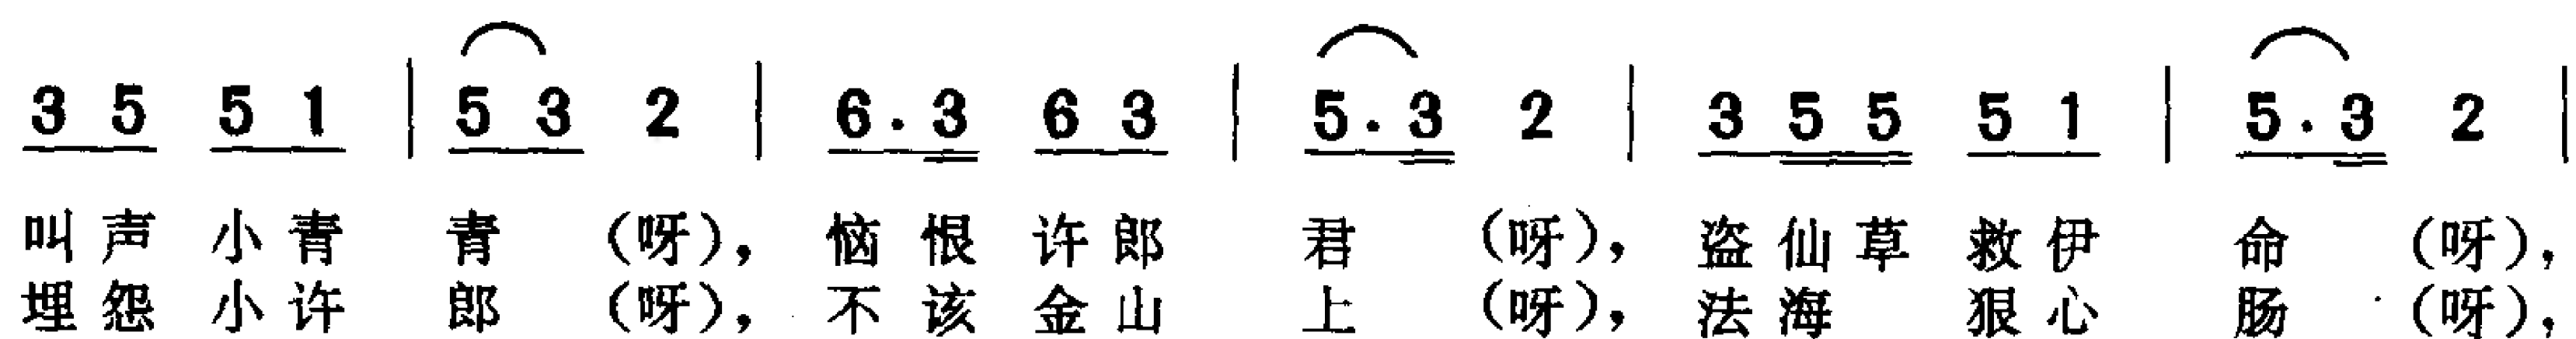 3 5 5 1 | 5 3 2 | 6·3 6 3 | 5·3 2 | 3 5 5 5 1 | 5·3 2 |
叫声小青青(呀),恼恨许郎君(呀),盗仙草救伊命(呀),
埋怨小许郎(呀),不该金山上(呀),法海狠心肠(呀),